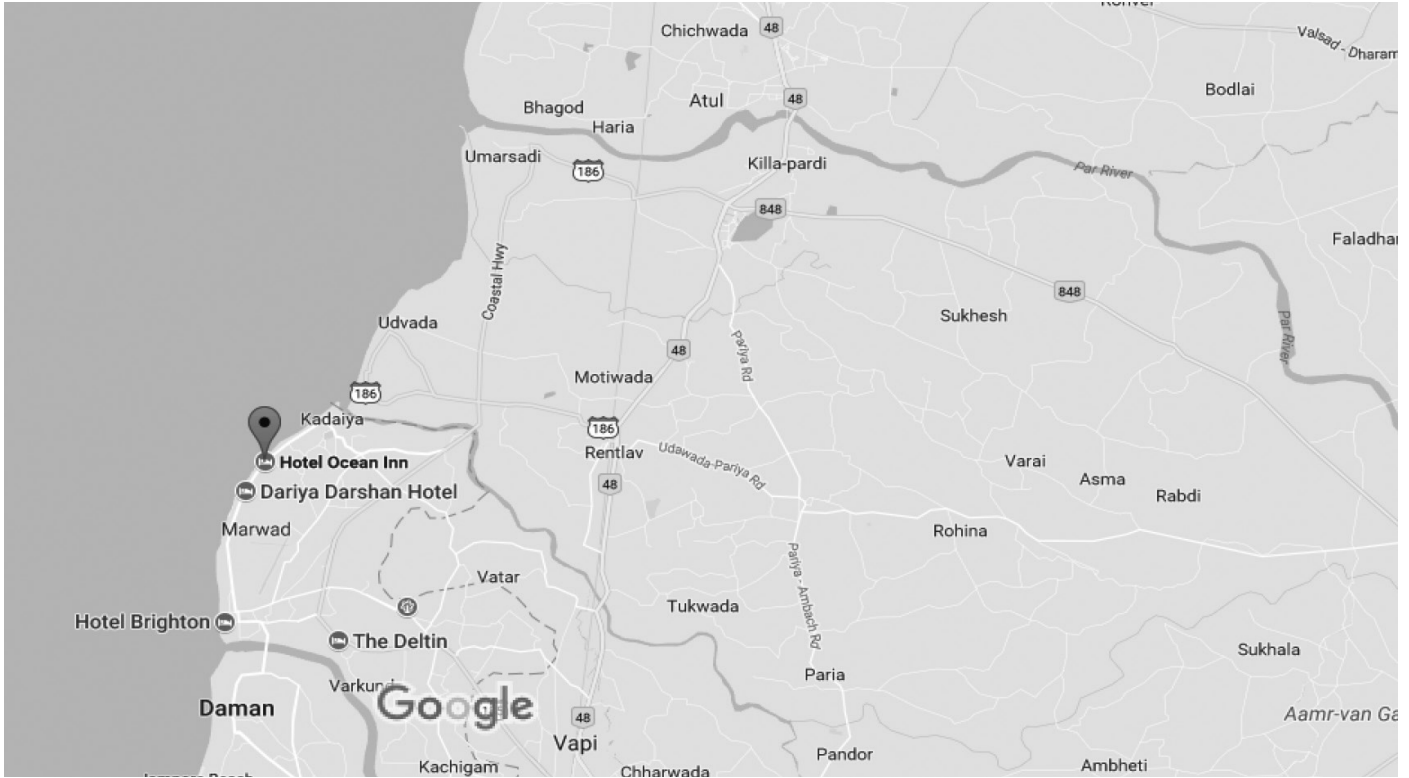 Chichwada
48
Valsad - Dharam
Bodlai
Atul
48
Bhagod
Haria
Umarsadi
186
Killa-pardi
Par River
848
Faladhar
Coastal Hwy
848
Sukhesh
Par River
Udvada
48
Pariya Rd
Motiwada
186
186
Kadaiya
Rentlav
Udawada-Pariya Rd
Hotel Ocean Inn
48
Varai
Asma
Rabdi
Dariya Darshan Hotel
Marwad
Rohina
Pariya - Ambach Rd
Vatar
Tukwada
Hotel Brighton
The Deltin
Sukhala
Paria
Daman
Google
48
Aamr-van Ga
Vapi
Pandor
Kachigam
Chharwada
Ambheti